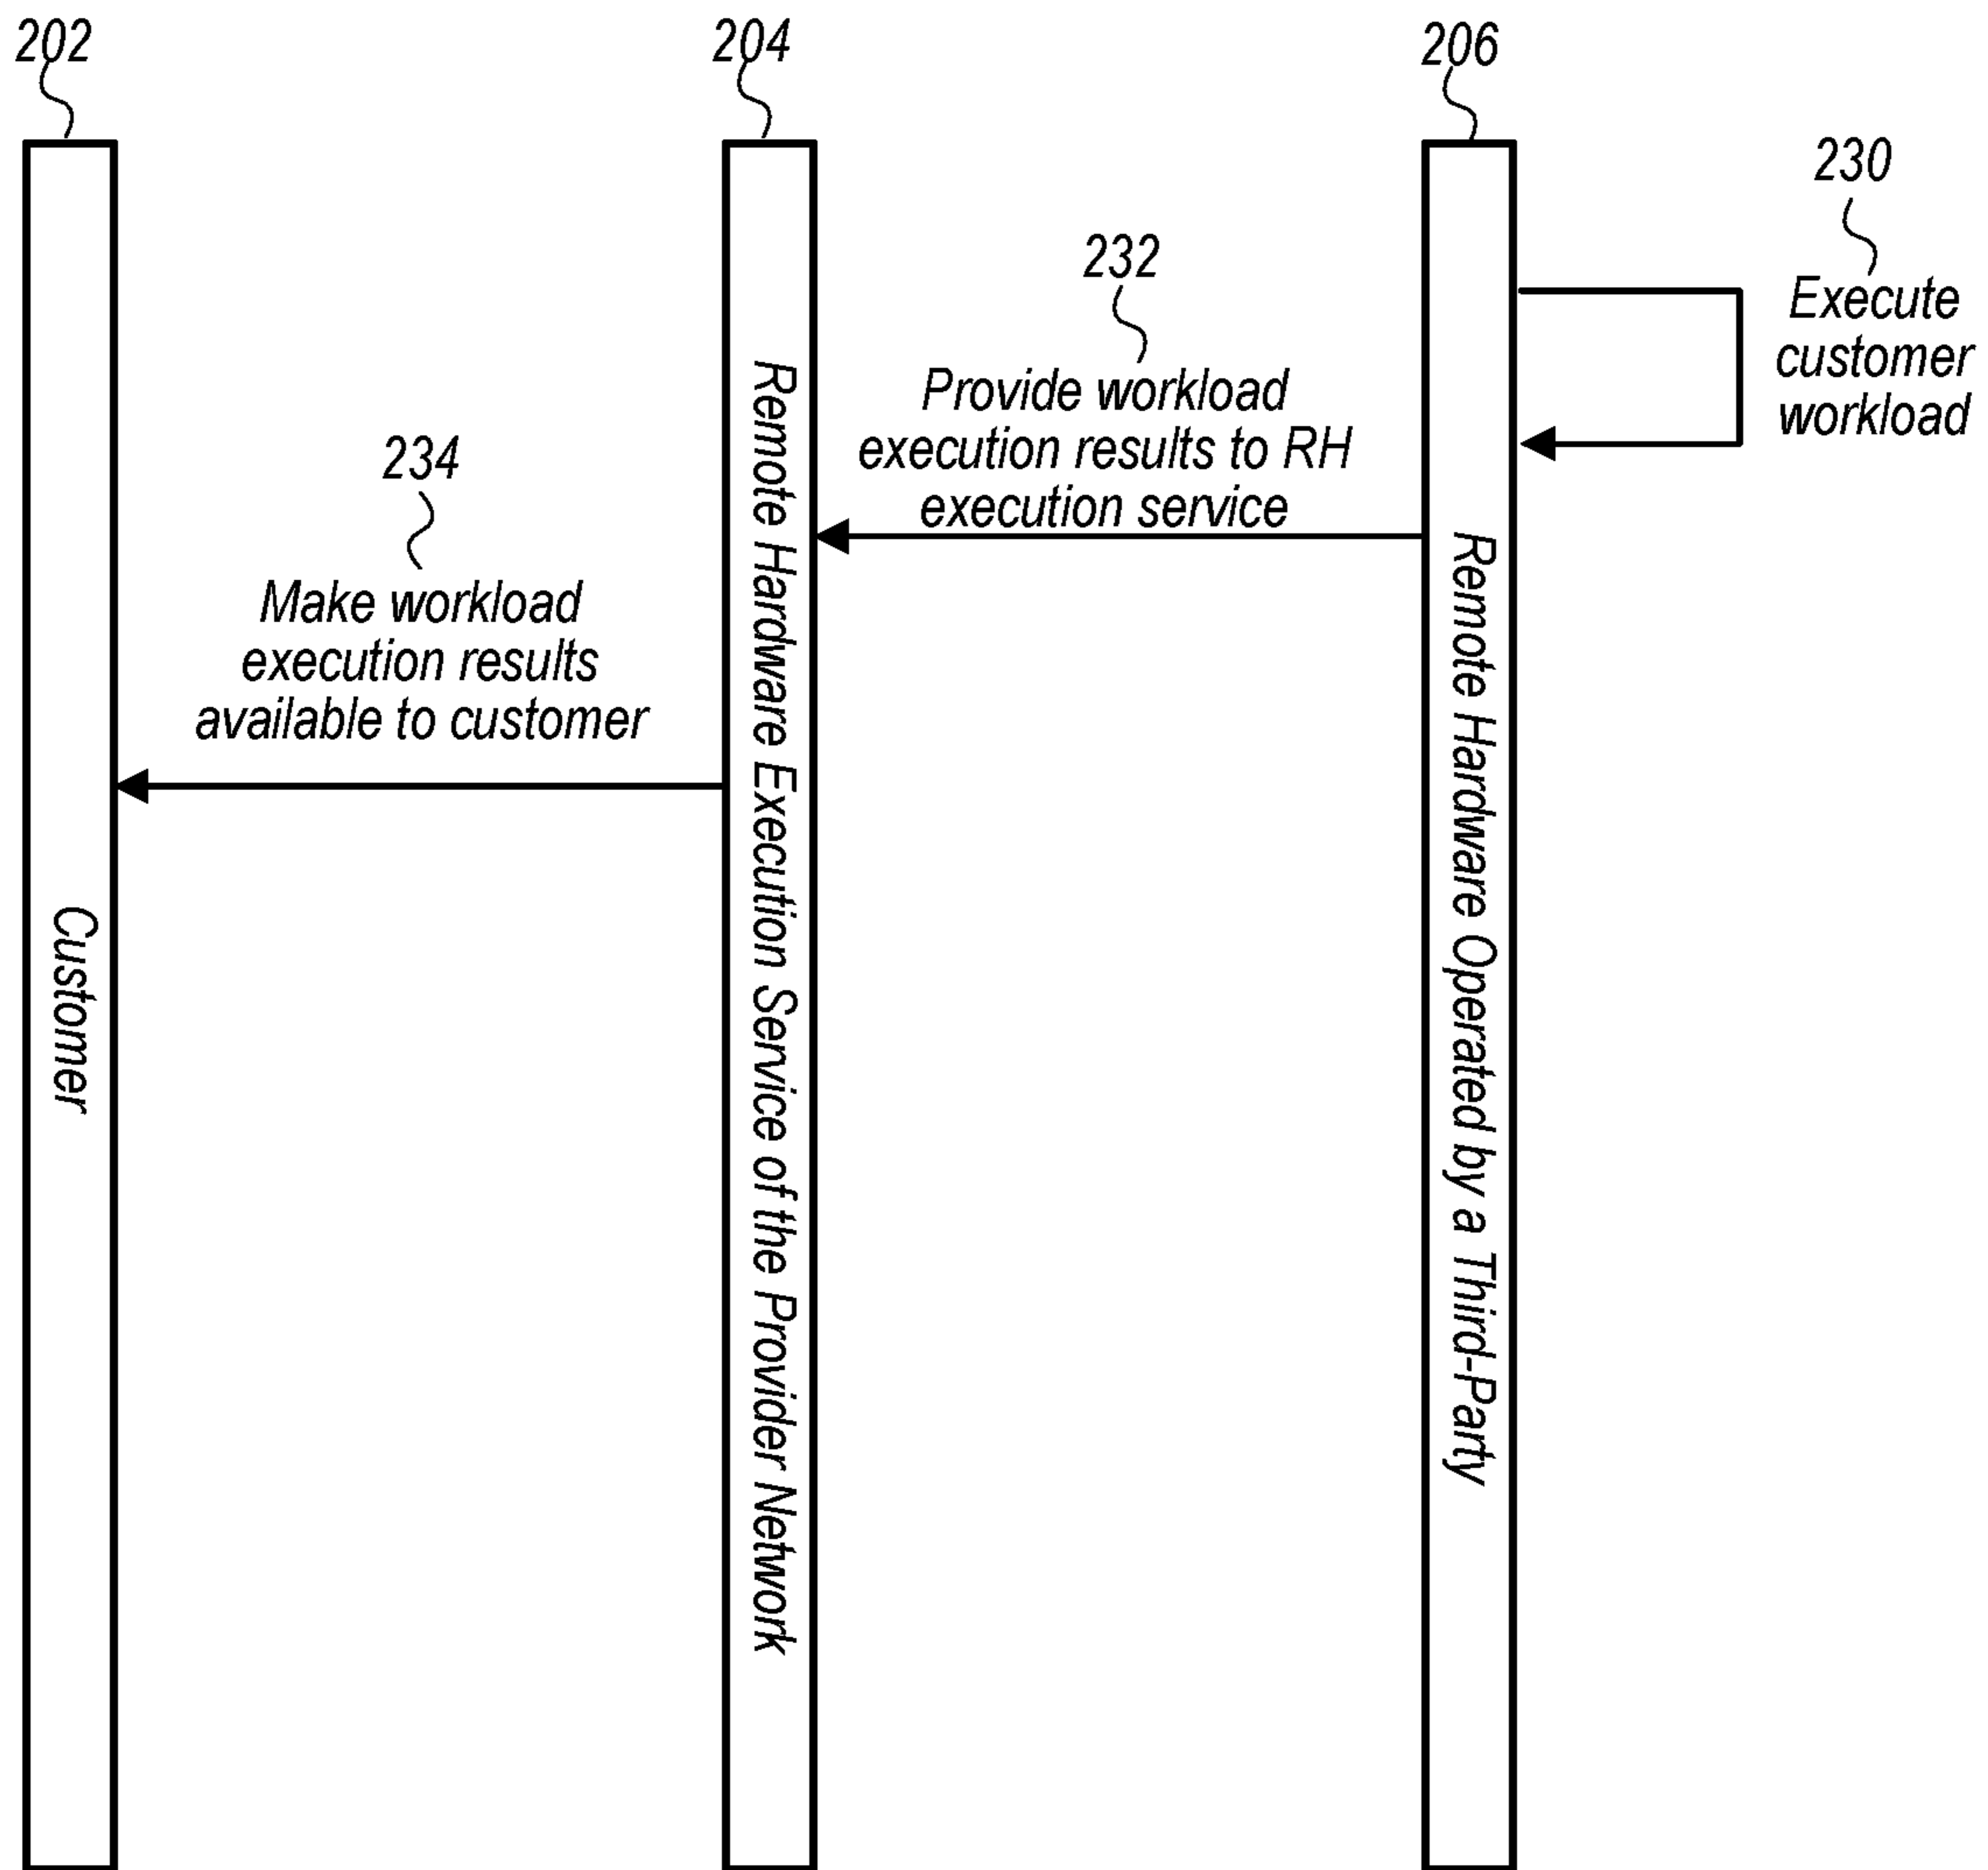 202
204
206
230
Execute
customer
workload
232
Provide workload
execution results to RH
execution service
234
Make workload
execution results
available to customer
Customer
Remote Hardware Execution Service of the Provider Network
Remote Hardware Operated by a Third-Party